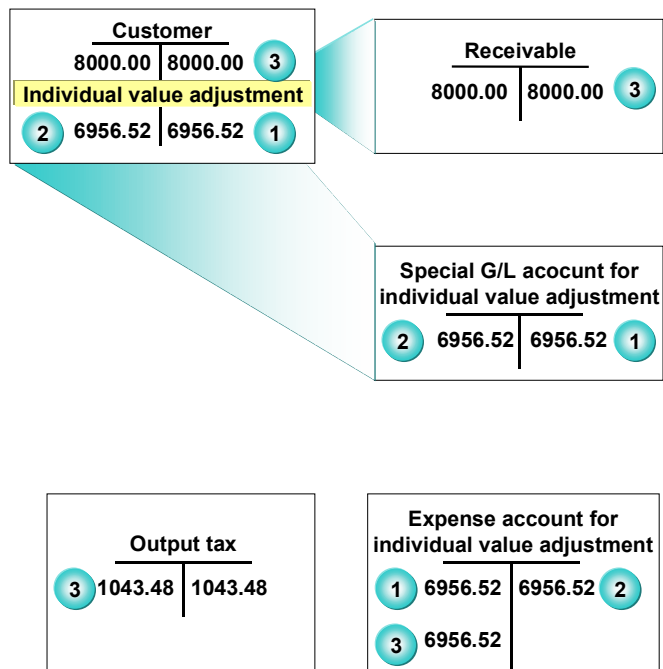 Customer
8000.00 8000.00 3
Individual value adjustment
2 6956.52 6956.52 1
Receivable
8000.00 8000.00 3
Special G/L acocunt for
individual value adjustment
2 6956.52 6956.52 1
Output tax
3 1043.48 1043.48
Expense account for
individual value adjustment
1 6956.52 6956.52 2
3 6956.52